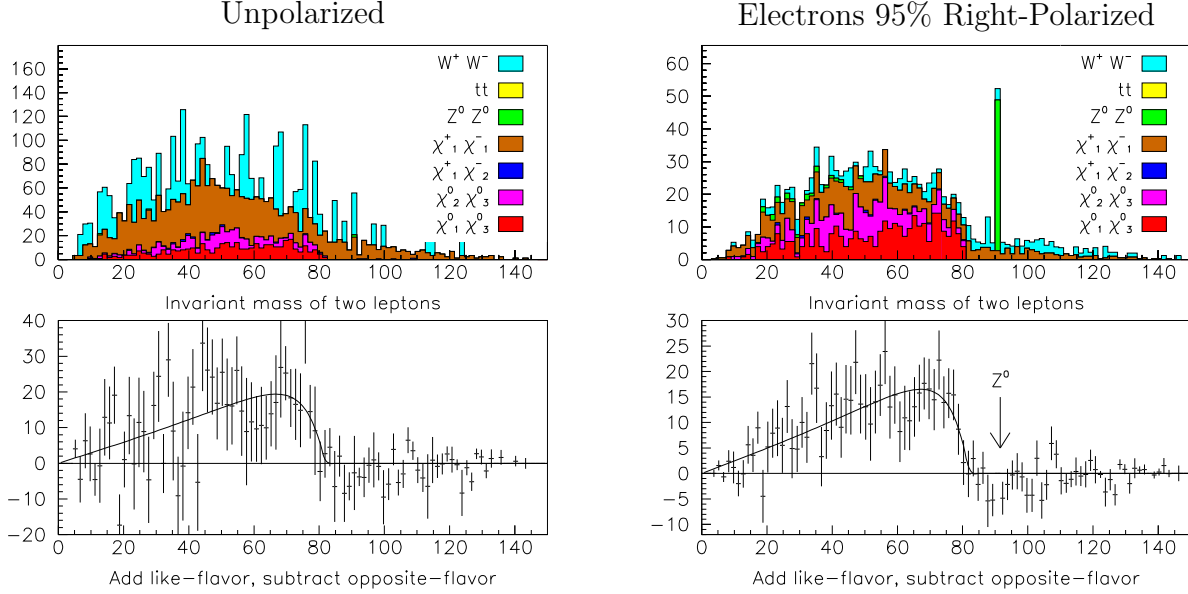 Unpolarized
Electrons 95% Right-Polarized
160
140
120
100
80
60
40
20
0
W⁺ W⁻
tt
Z⁰ Z⁰
χ⁺₁ χ⁻₁
χ⁺₁ χ⁻₂
χ⁰₂ χ⁰₃
χ⁰₁ χ⁰₃
0 20 40 60 80 100 120 140
Invariant mass of two leptons
60
50
40
30
20
10
0
W⁺ W⁻
tt
Z⁰ Z⁰
χ⁺₁ χ⁻₁
χ⁺₁ χ⁻₂
χ⁰₂ χ⁰₃
χ⁰₁ χ⁰₃
0 20 40 60 80 100 120 140
Invariant mass of two leptons
40
30
20
10
0
−10
−20
0 20 40 60 80 100 120 140
Add like−flavor, subtract opposite−flavor
30
25
20
15
10
5
0
−5
−10
Z⁰
0 20 40 60 80 100 120 140
Add like−flavor, subtract opposite−flavor